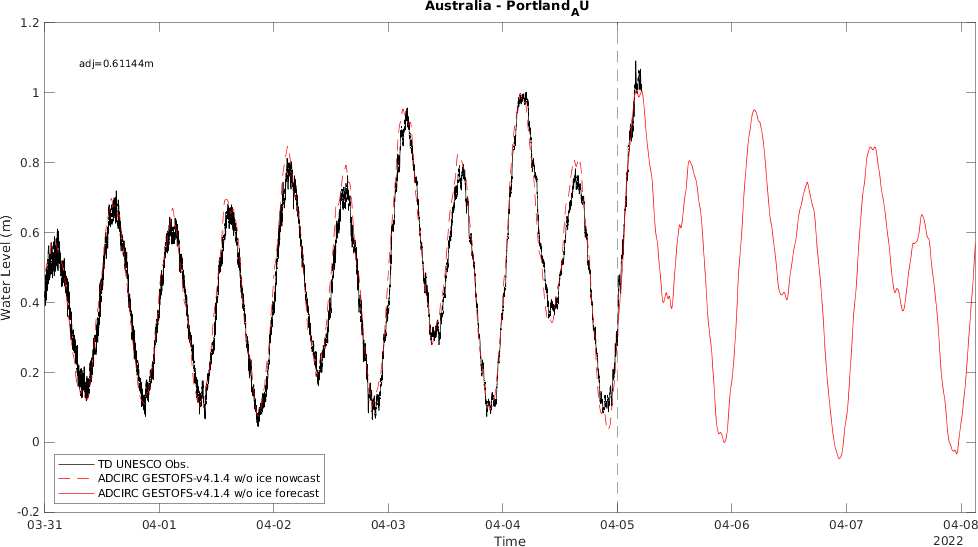 Australia - Portland_AU
adj=0.61144m
1.2
1
0.8
0.6
0.4
0.2
0
-0.2
Water Level (m)
TD UNESCO Obs.
ADCIRC GESTOFS-v4.1.4 w/o ice nowcast
ADCIRC GESTOFS-v4.1.4 w/o ice forecast
03-31 04-01 04-02 04-03 04-04 04-05 04-06 04-07 04-08
Time
2022